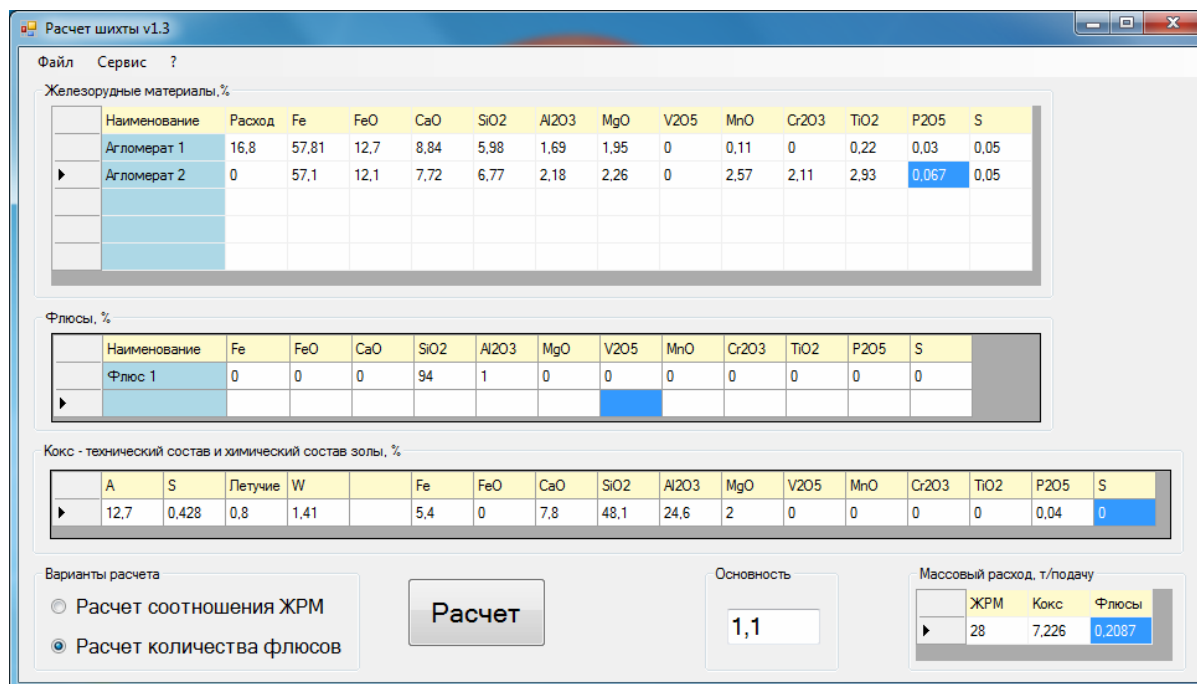 Расчет шихты v1.3
Файл Сервис ?
Железорудные материалы,%
Наименование Расход Fe FeO CaO SiO2 Al2O3 MgO V2O5 MnO Cr2O3 TiO2 P2O5 S
Агломерат 1 16,8 57,81 12,7 8,84 5,98 1,69 1,95 0 0,11 0 0,22 0,03 0,05
Агломерат 2 0 57,1 12,1 7,72 6,77 2,18 2,26 0 2,57 2,11 2,93 0,067 0,05
Флюсы, %
Наименование Fe FeO CaO SiO2 Al2O3 MgO V2O5 MnO Cr2O3 TiO2 P2O5 S
Флюс 1 0 0 0 94 1 0 0 0 0 0 0 0
Кокс - технический состав и химический состав золы, %
A S Летучие W Fe FeO CaO SiO2 Al2O3 MgO V2O5 MnO Cr2O3 TiO2 P2O5 S
12,7 0,428 0,8 1,41 5,4 0 7,8 48,1 24,6 2 0 0 0 0 0,04 0
Варианты расчета
Расчет соотношения ЖРМ
Расчет количества флюсов
Расчет
Основность
1,1
Массовый расход, т/подачу
ЖРМ Кокс Флюсы
28 7,226 0,2087